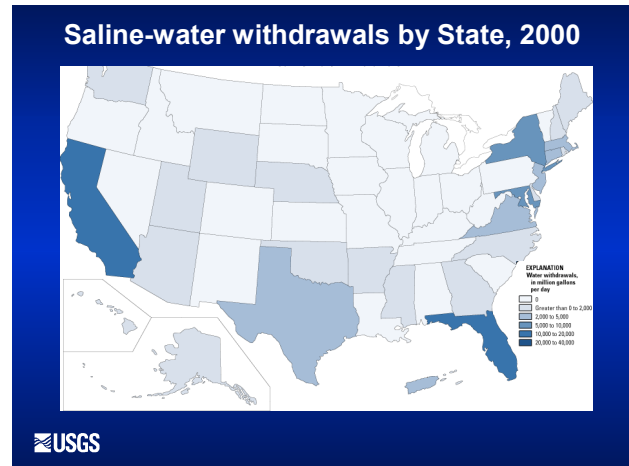 Saline-water withdrawals by State, 2000
EXPLANATION
Water withdrawals,
in million gallons
per day
0
Greater than 0 to 2,000
2,000 to 5,000
5,000 to 10,000
10,000 to 20,000
20,000 to 40,000
USGS